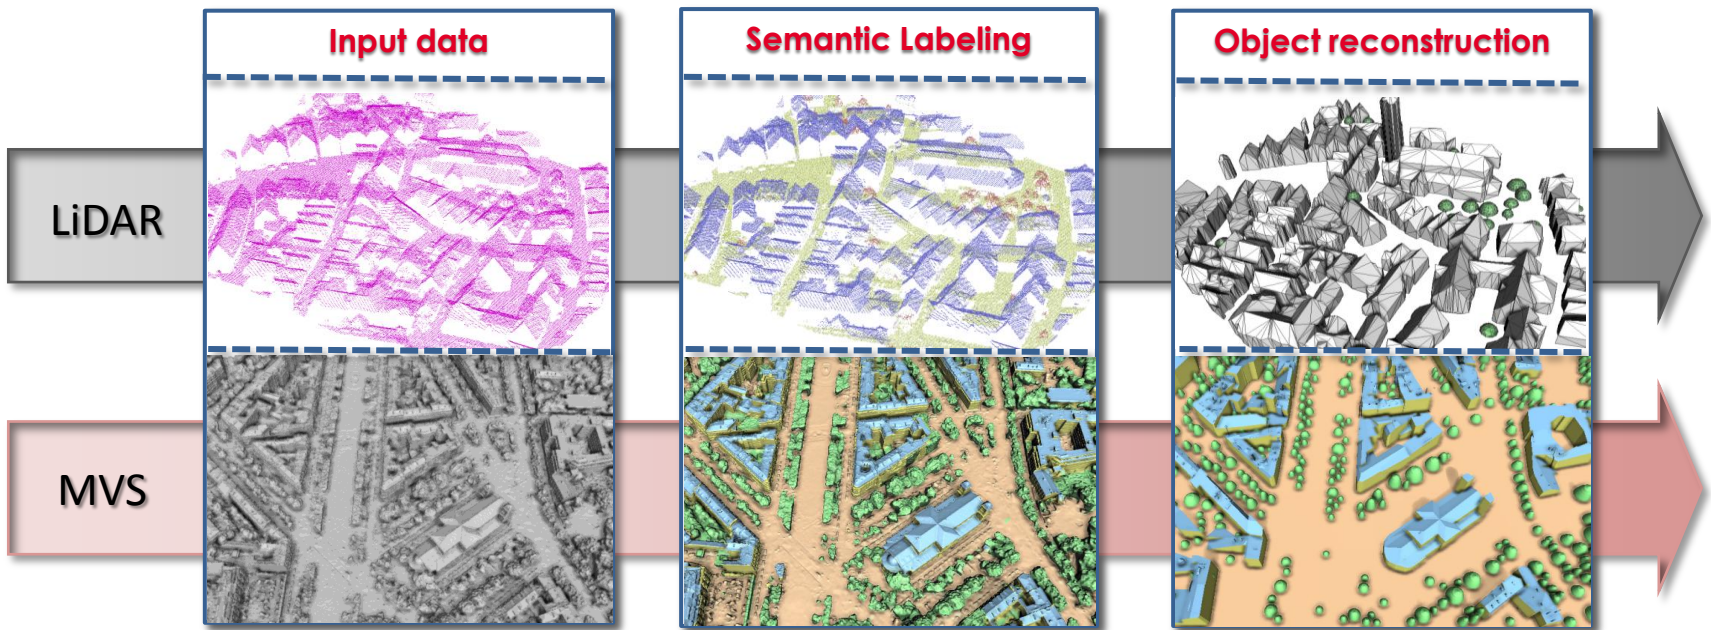 Input data
Semantic Labeling
Object reconstruction
LiDAR
MVS